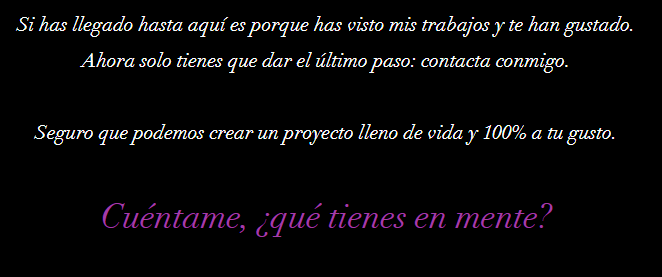 Si has llegado hasta aquí es porque has visto mis trabajos y te han gustado.
Ahora solo tienes que dar el último paso: contacta conmigo.
Seguro que podemos crear un proyecto lleno de vida y 100% a tu gusto.
Cuéntame, ¿qué tienes en mente?